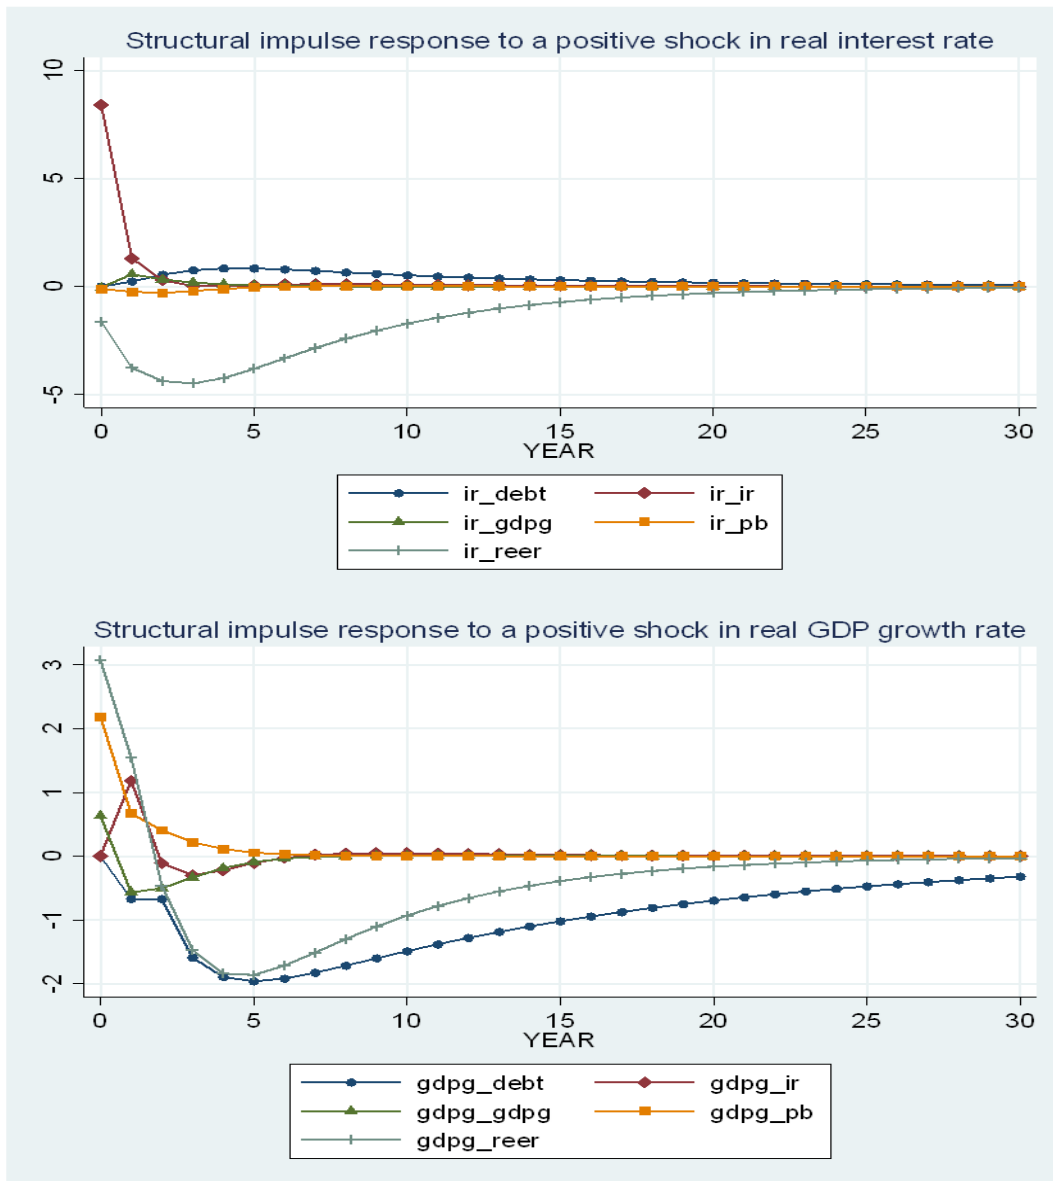 Structural impulse response to a positive shock in real interest rate
10
5
0
-5
0 5 10 15 20 25 30
YEAR
ir_debt ir_ir
ir_gdpg ir_pb
ir_reer
Structural impulse response to a positive shock in real GDP growth rate
3
2
1
0
-1
-2
0 5 10 15 20 25 30
YEAR
gdpg_debt gdpg_ir
gdpg_gdpg gdpg_pb
gdpg_reer